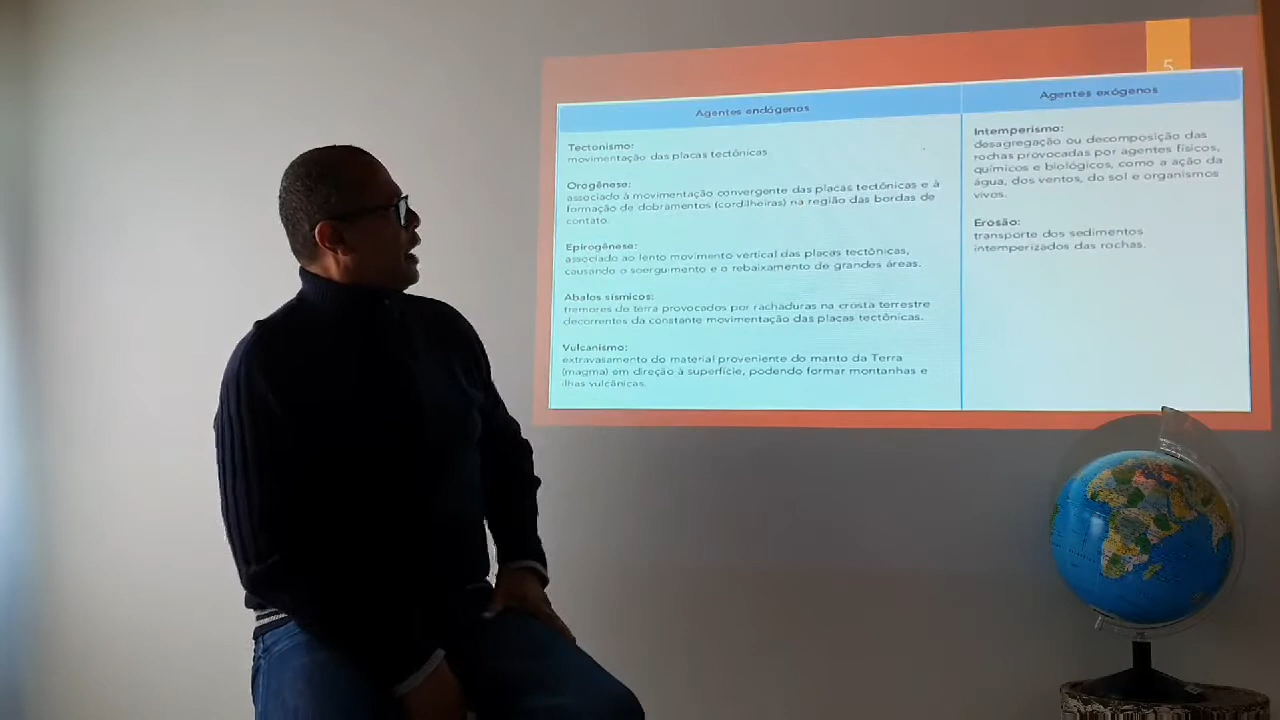 5
Agentes endógenos
Tectonismo:
movimentação das placas tectônicas
Orogênese:
associado à movimentação convergente das placas tectônicas e à
formação de dobramentos (cordilheiras) na região das bordas de
contato.
Epirogênese:
associado ao lento movimento vertical das placas tectônicas,
causando o soerguimento e o rebaixamento de grandes áreas.
Abalos sísmicos:
tremores de terra provocados por rachaduras na crosta terrestre
decorrentes da constante movimentação das placas tectônicas.
Vulcanismo:
extravasamento do material proveniente do manto da Terra
(magma) em direção à superfície, podendo formar montanhas e
ilhas vulcânicas.
Agentes exógenos
Intemperismo:
desagregação ou decomposição das
rochas provocadas por agentes físicos,
químicos e biológicos, como a ação da
água, dos ventos, do sol e organismos
vivos.
Erosão:
transporte dos sedimentos
intemperizados das rochas.